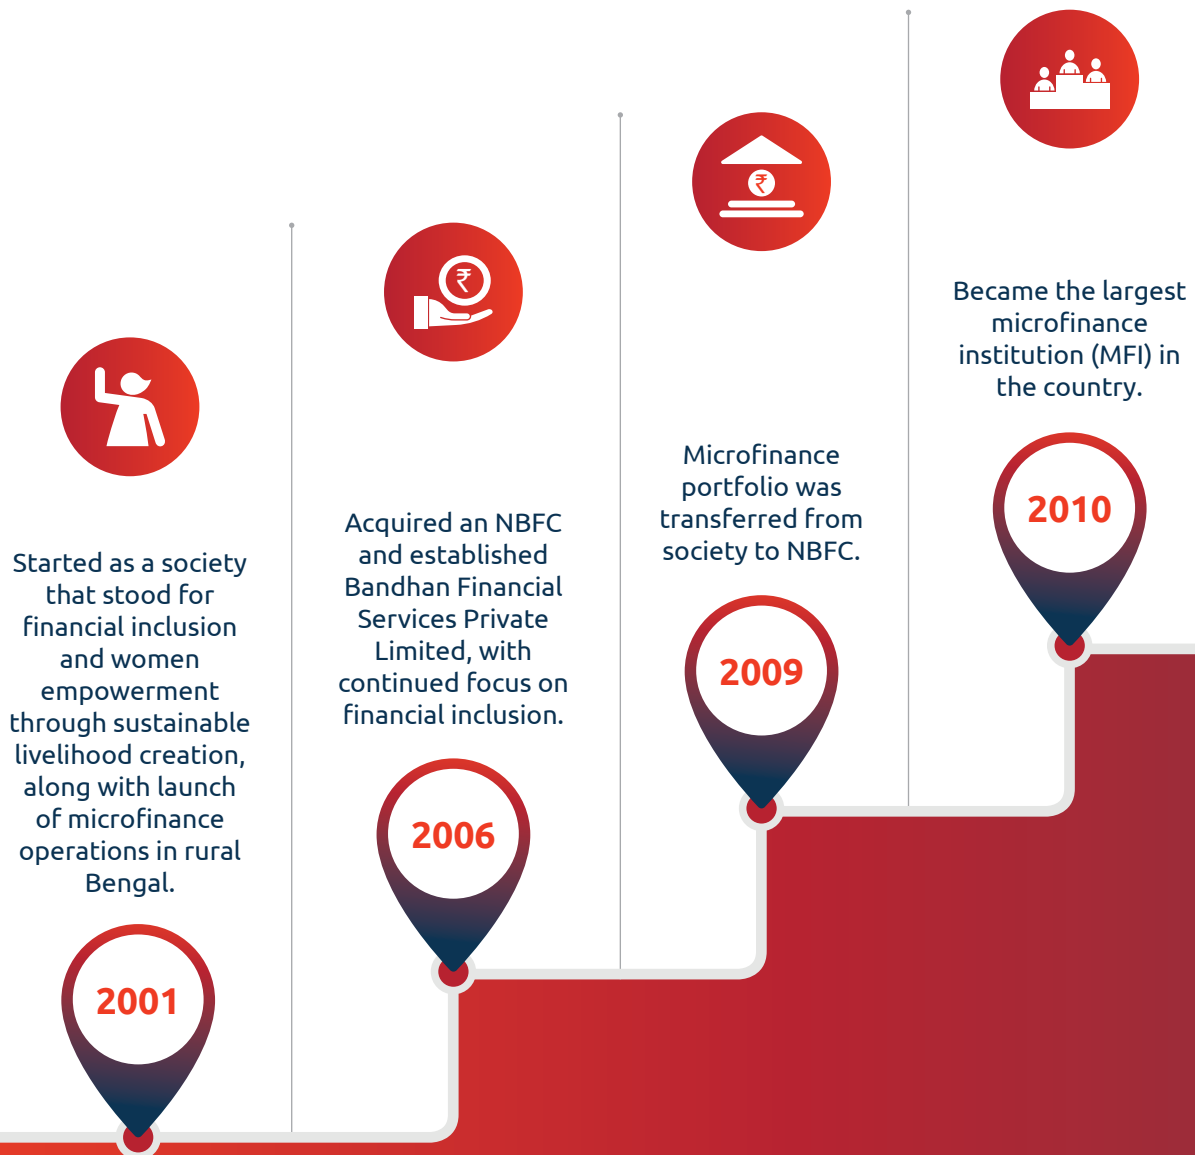 Started as a society
that stood for
financial inclusion
and women
empowerment
through sustainable
livelihood creation,
along with launch
of microfinance
operations in rural
Bengal.
2001
₹
Acquired an NBFC
and established
Bandhan Financial
Services Private
Limited, with
continued focus on
financial inclusion.
2006
₹
Microfinance
portfolio was
transferred from
society to NBFC.
2009
Became the largest
microfinance
institution (MFI) in
the country.
2010